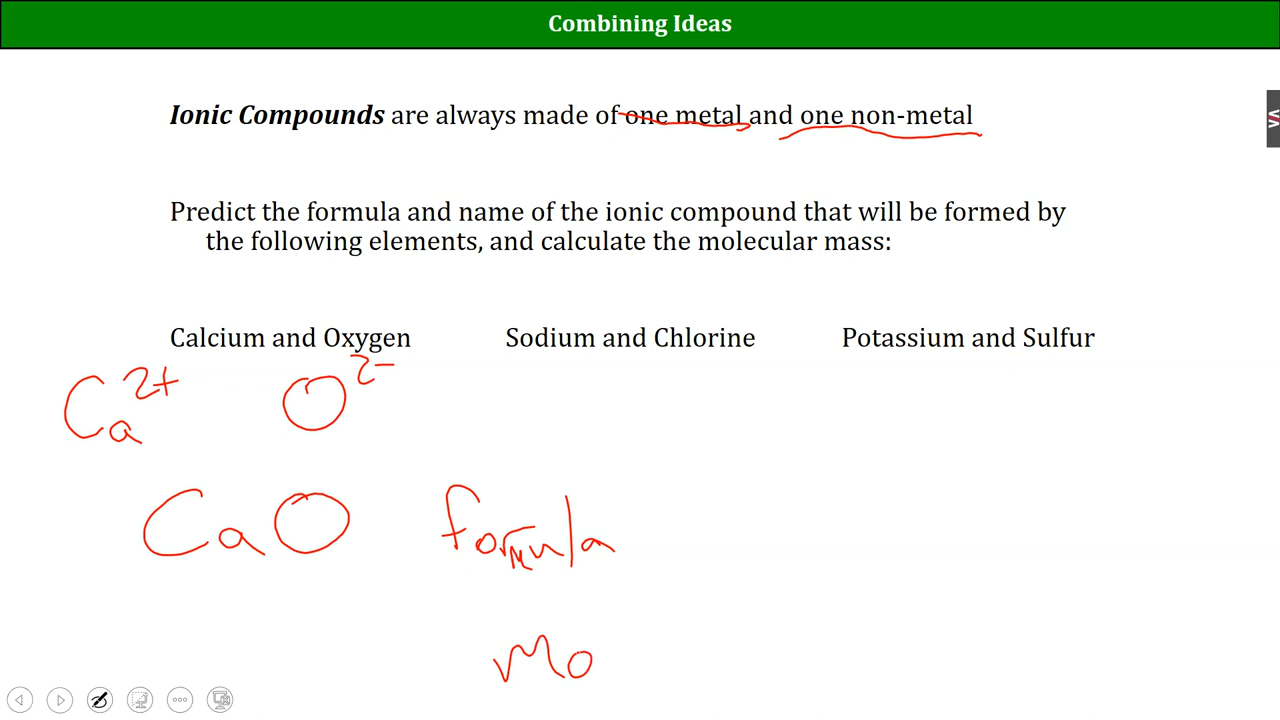 Combining Ideas
Ionic Compounds are always made of one metal and one non-metal
Predict the formula and name of the ionic compound that will be formed by
the following elements, and calculate the molecular mass:
Calcium and Oxygen Sodium and Chlorine Potassium and Sulfur
Ca²⁺ O²⁻
CaO formula
Mo